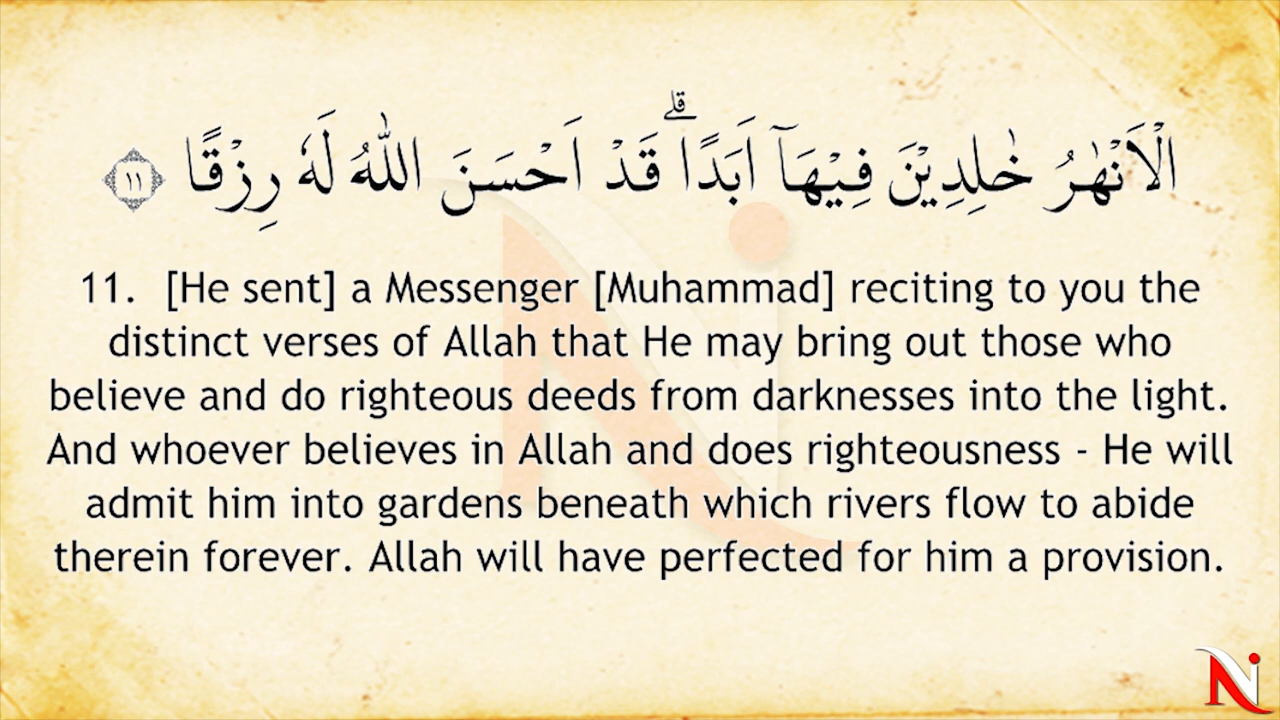 الْاَنْهٰرُ خٰلِدِيْنَ فِيْهَآ اَبَدًاۗ قَدْ اَحْسَنَ اللّٰهُ لَهٗ رِزْقًا ١١
11. [He sent] a Messenger [Muhammad] reciting to you the
distinct verses of Allah that He may bring out those who
believe and do righteous deeds from darknesses into the light.
And whoever believes in Allah and does righteousness - He will
admit him into gardens beneath which rivers flow to abide
therein forever. Allah will have perfected for him a provision.